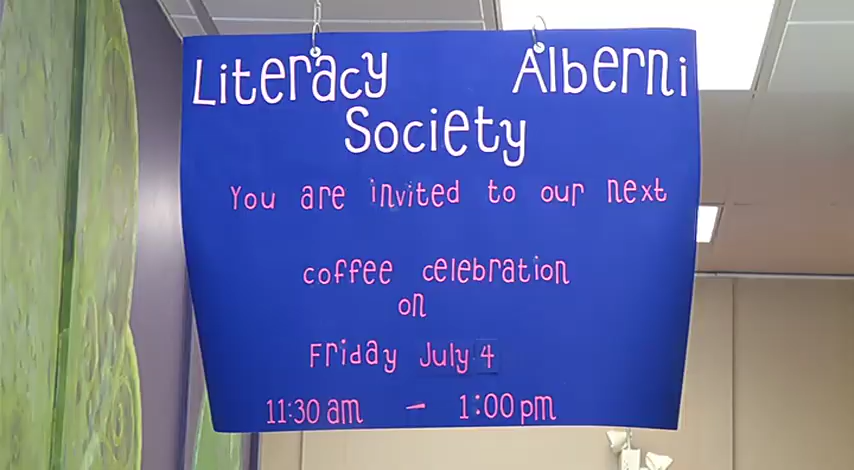 Literacy Alberni
Society
You are invited to our next
coffee celebration
on
Friday July 4
11:30 am - 1:00 pm